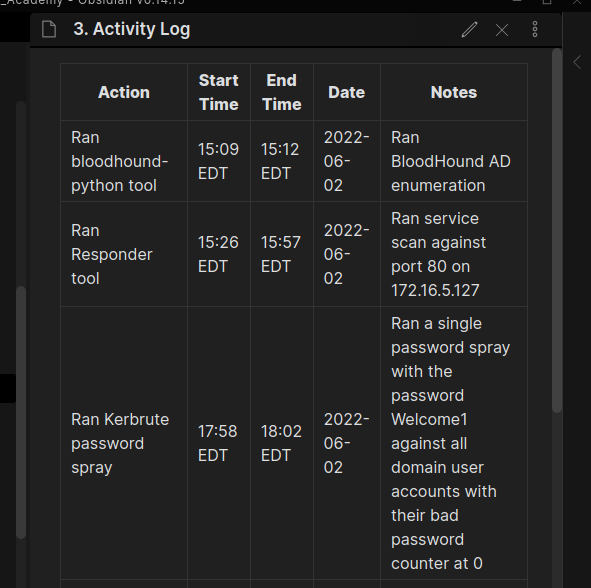 _Academy - Obsidian v0.14.15
3. Activity Log
Action
Start
Time
End
Time
Date
Notes
Ran
bloodhound-
python tool
15:09
EDT
15:12
EDT
2022-
06-
02
Ran
BloodHound AD
enumeration
Ran
Responder
tool
15:26
EDT
15:57
EDT
2022-
06-
02
Ran service
scan against
port 80 on
172.16.5.127
Ran Kerbrute
password
spray
17:58
EDT
18:02
EDT
2022-
06-
02
Ran a single
password spray
with the
password
Welcome1
against all
domain user
accounts with
their bad
password
counter at 0